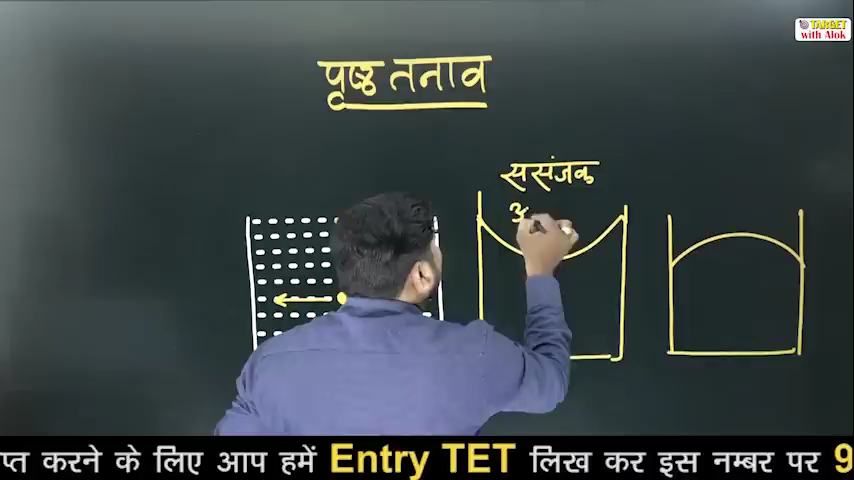 TARGET
with Alok
पृष्ठ तनाव
ससंजक
अ
प्त करने के लिए आप हमें Entry TET लिख कर इस नम्बर पर 9